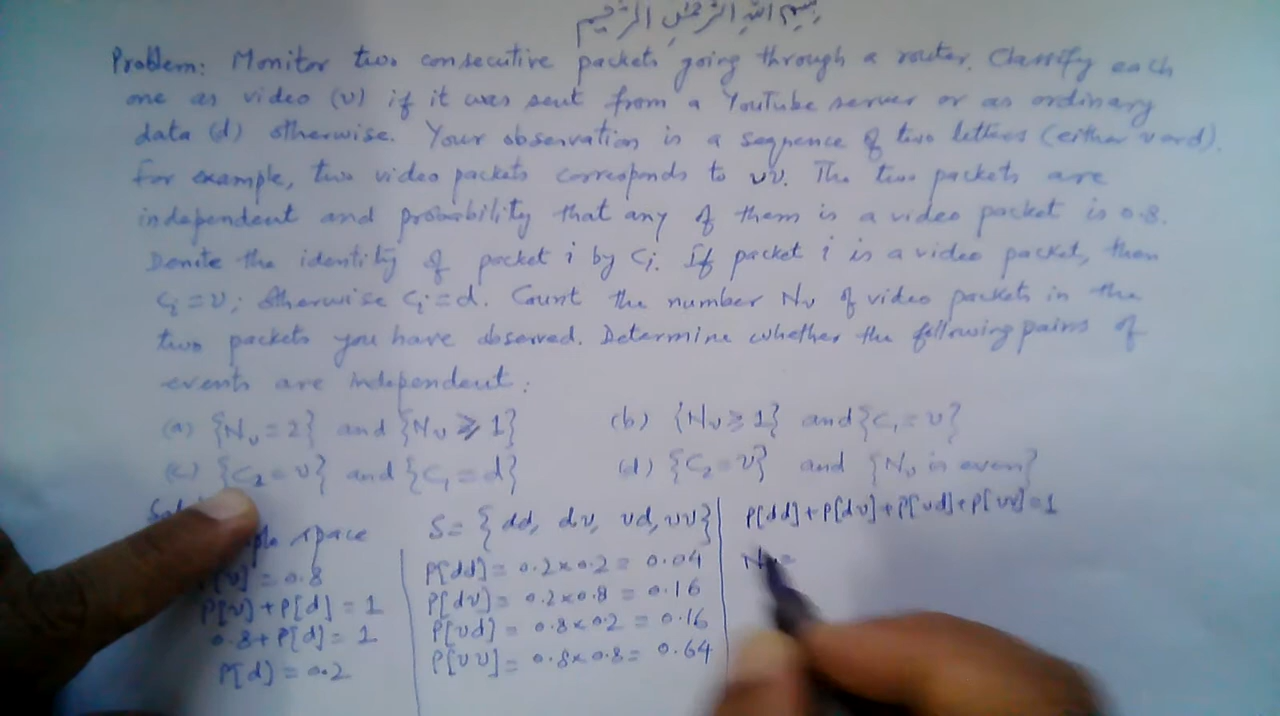 بسم الله الرحمن الرحيم
Problem: Monitor two consecutive packets going through a router. Classify each
one as video (v) if it was sent from a YouTube server or as ordinary
data (d) otherwise. Your observation is a sequence of two letters (either v or d).
For example, two video packets corresponds to vv. The two packets are
independent and probability that any of them is a video packet is 0.8.
Denote the identity of packet i by Ci. If packet i is a video packet, then
Ci = v; otherwise Ci = d. Count the number Nv of video packets in the
two packets you have observed. Determine whether the following pairs of
events are independent:
(a) {Nv = 2} and {Nv ≥ 1} (b) {Nv ≥ 1} and {C1 = v}
(c) {C2 = v} and {C1 = d} (d) {C2 = v} and {Nv is even}
space S = {dd, dv, vd, vv} P[dd]+P[dv]+P[vd]+P[vv]=1
P[v] = 0.8
P[v] + P[d] = 1
0.8 + P[d] = 1
P[d] = 0.2
P[dd] = 0.2×0.2 = 0.04
P[dv] = 0.2×0.8 = 0.16
P[vd] = 0.8×0.2 = 0.16
P[vv] = 0.8×0.8 = 0.64